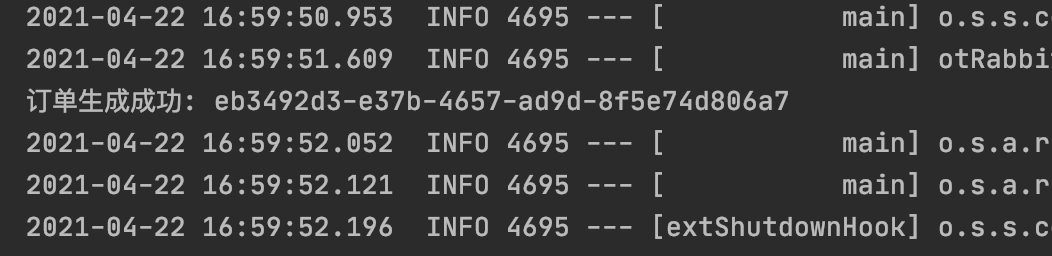 2021-04-22 16:59:50.953  INFO 4695 --- [           main] o.s.s.c
2021-04-22 16:59:51.609  INFO 4695 --- [           main] otRabbi
订单生成成功: eb3492d3-e37b-4657-ad9d-8f5e74d806a7
2021-04-22 16:59:52.052  INFO 4695 --- [           main] o.s.a.r
2021-04-22 16:59:52.121  INFO 4695 --- [           main] o.s.a.r
2021-04-22 16:59:52.196  INFO 4695 --- [extShutdownHook] o.s.s.c